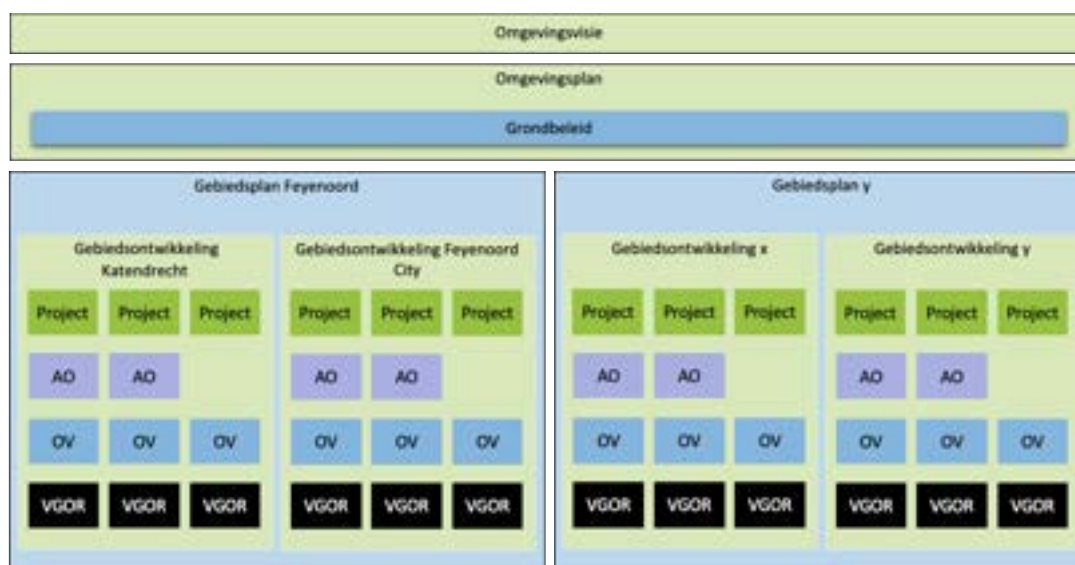 Omgevingsvisie
Omgevingsplan
Grondbeleid
Gebiedsplan Feyenoord
Gebiedsontwikkeling
Katendrecht
Project Project Project
AO AO
OV OV OV
VGOR VGOR VGOR
Gebiedsontwikkeling Feyenoord
City
Project Project Project
AO AO
OV OV OV
VGOR VGOR VGOR
Gebiedsplan y
Gebiedsontwikkeling x
Project Project Project
AO AO
OV OV OV
VGOR VGOR VGOR
Gebiedsontwikkeling y
Project Project Project
AO AO
OV OV OV
VGOR VGOR VGOR